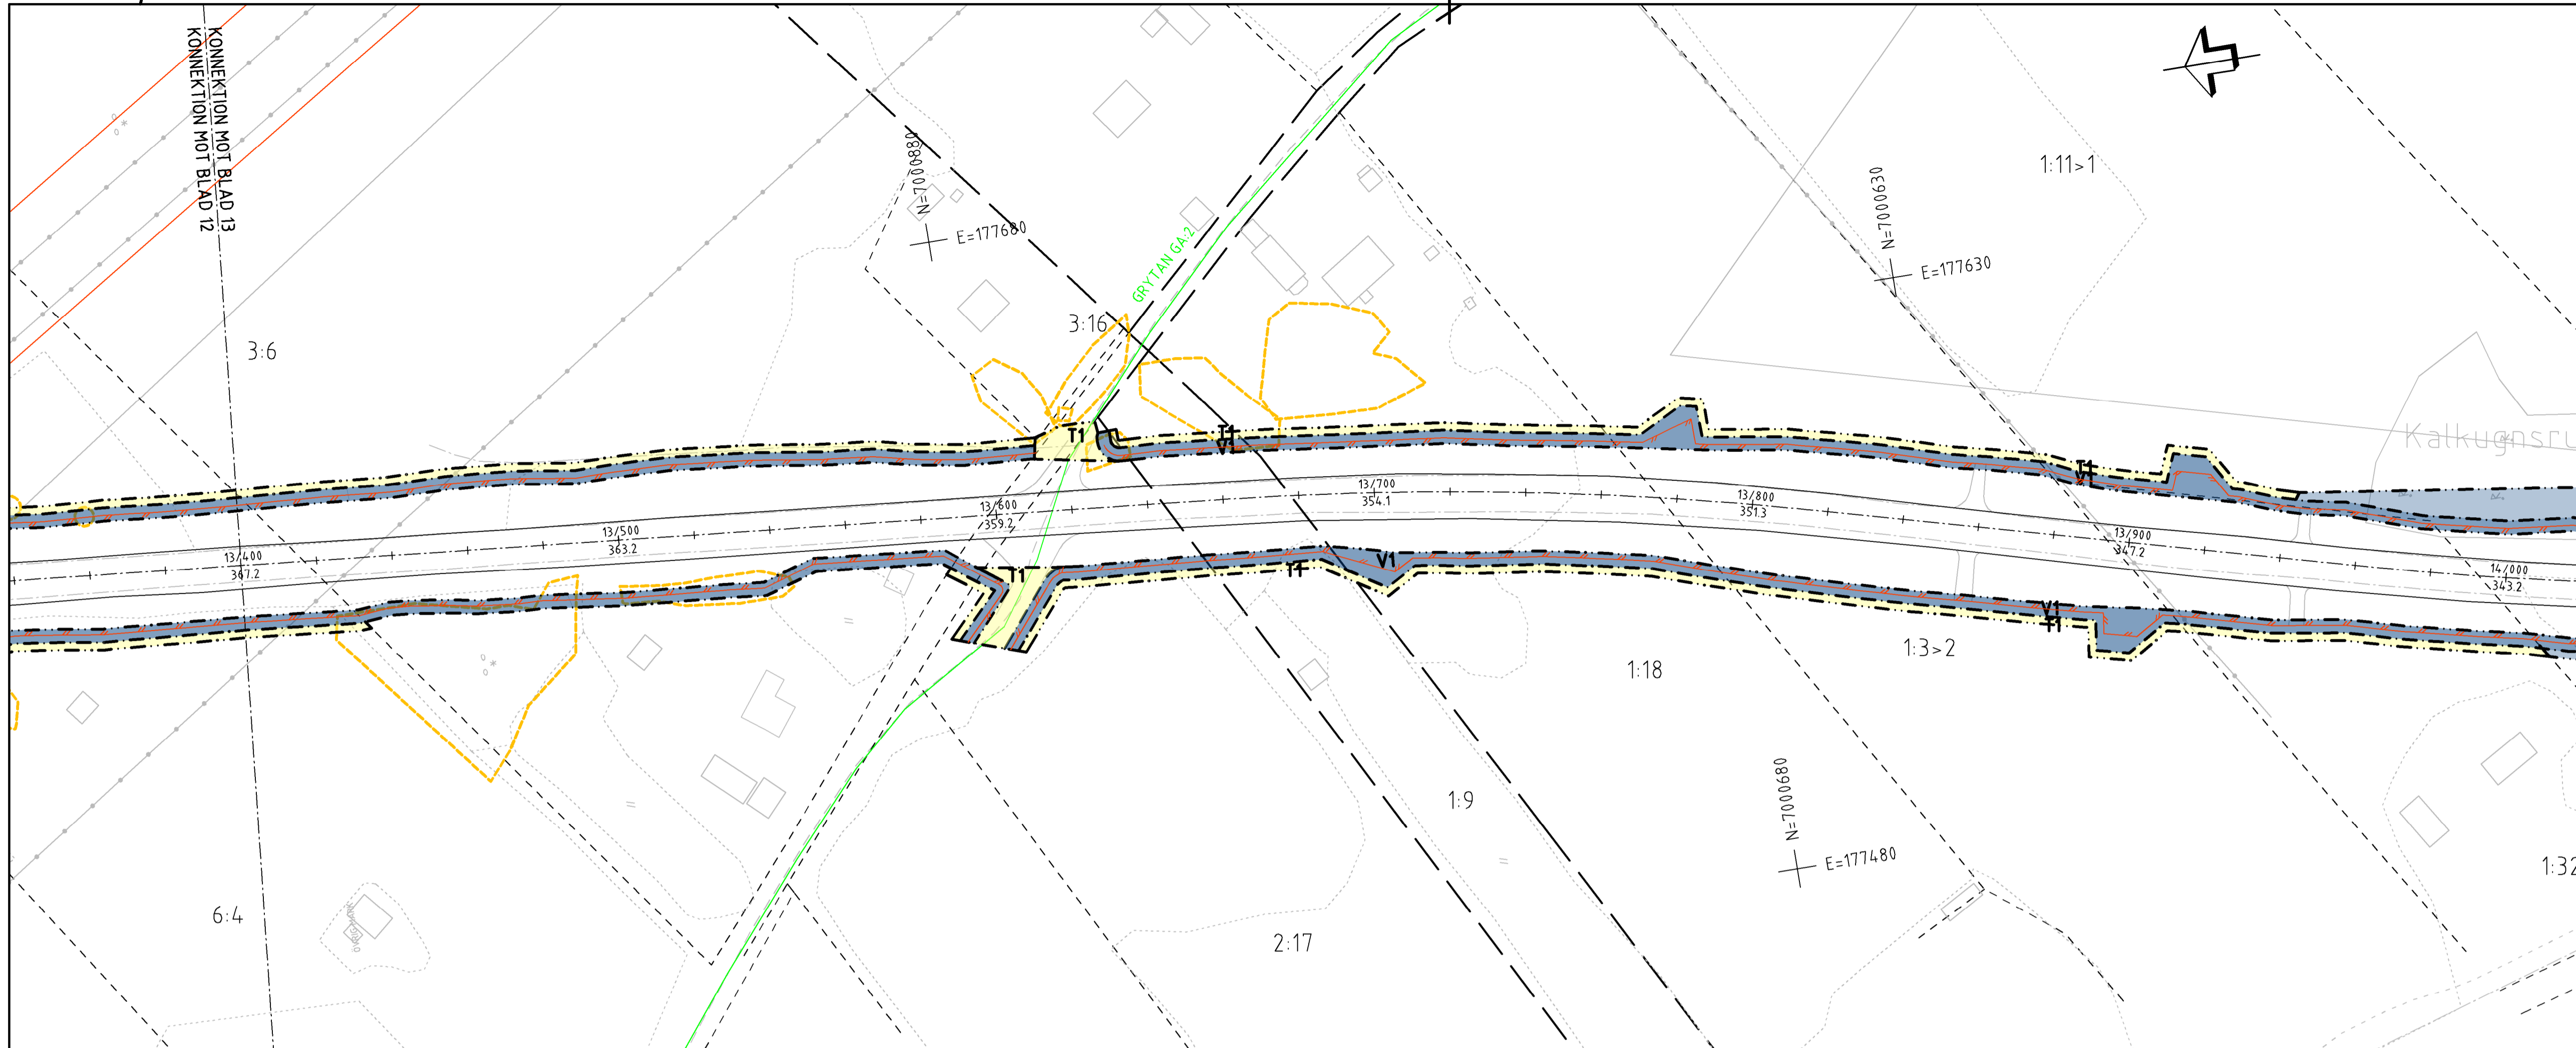 KONNEKTION MOT BLAD 13
KONNEKTION MOT BLAD 12
N=7000880
E=177680
GRYTAN GA:2
N=7000630
E=177630
1:11>1
3:6
3:16
T1
T1
V1
T1
V1
Kalkugnsru
13/400
367.2
13/500
363.2
13/600
359.2
13/700
354.1
13/800
351.3
13/900
347.2
14/000
343.2
T1
T1
V1
V1
T1
1:18
1:3>2
1:9
N=7000680
E=177480
1:32
6:4
2:17